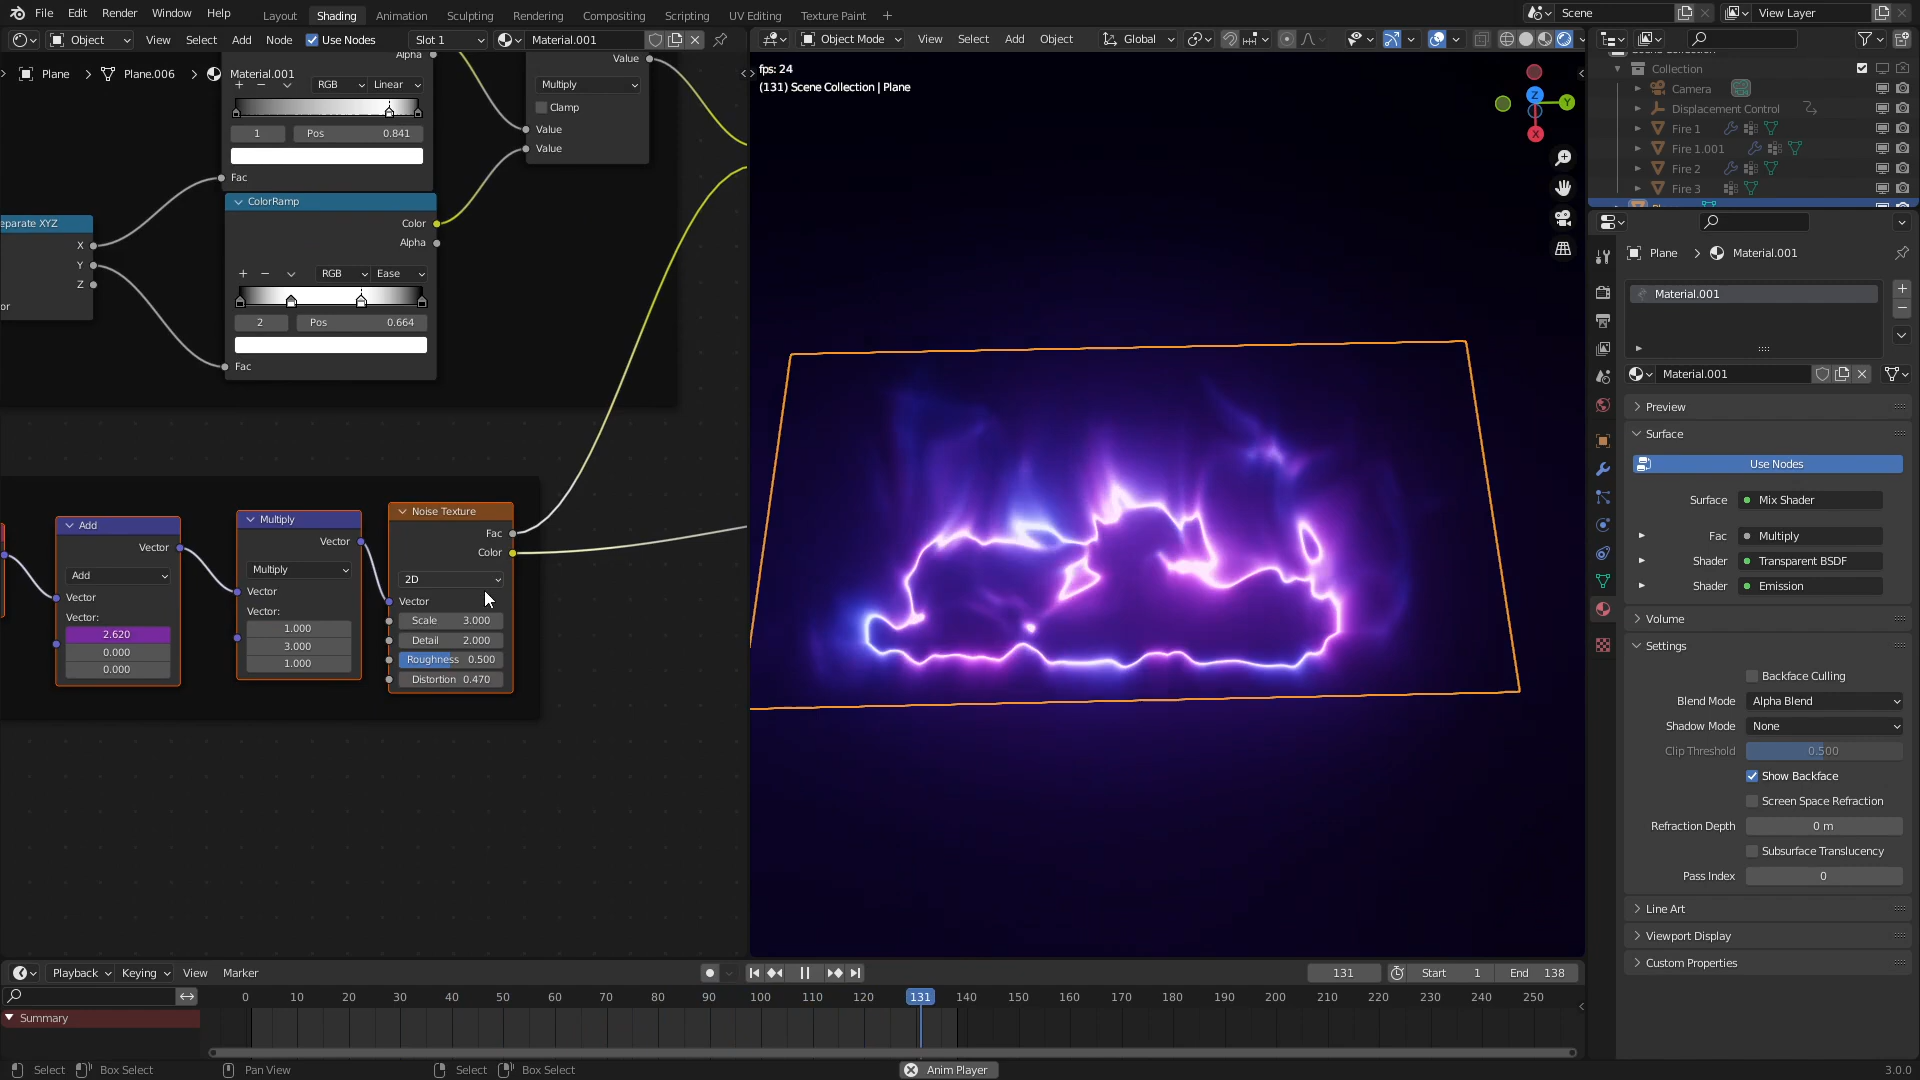 File Edit Render Window Help
Layout Shading Animation Sculpting Rendering Compositing Scripting UV Editing Texture Paint +
Scene
View Layer
Object View Select Add Node Use Nodes Slot 1 Material.001
Object Mode View Select Add Object Global
Plane > Plane.006 > Material.001
Alpha
RGB Linear
1 Pos 0.841
Fac
ColorRamp
Color
Alpha
RGB Ease
2 Pos 0.664
Fac
Value
Multiply
Clamp
Value
Value
eparate XYZ
X
Y
Z
or
Add
Vector
Add
Vector
Vector:
2.620
0.000
0.000
Multiply
Vector
Multiply
Vector
Vector:
1.000
3.000
1.000
Noise Texture
Fac
Color
2D
Vector
Scale 3.000
Detail 2.000
Roughness 0.500
Distortion 0.470
fps: 24
(131) Scene Collection | Plane
Z
Y
X
Collection
Camera
Displacement Control
Fire 1
Fire 1.001
Fire 2
Fire 3
Plane > Material.001
Material.001
Material.001
Preview
Surface
Use Nodes
Surface Mix Shader
Fac Multiply
Shader Transparent BSDF
Shader Emission
Volume
Settings
Backface Culling
Blend Mode Alpha Blend
Shadow Mode None
Clip Threshold 0.500
Show Backface
Screen Space Refraction
Refraction Depth 0 m
Subsurface Translucency
Pass Index 0
Line Art
Viewport Display
Custom Properties
Playback Keying View Marker
131 Start 1 End 138
0 10 20 30 40 50 60 70 80 90 100 110 120 131 140 150 160 170 180 190 200 210 220 230 240 250
Summary
Select Box Select Pan View Select Box Select Anim Player 3.0.0